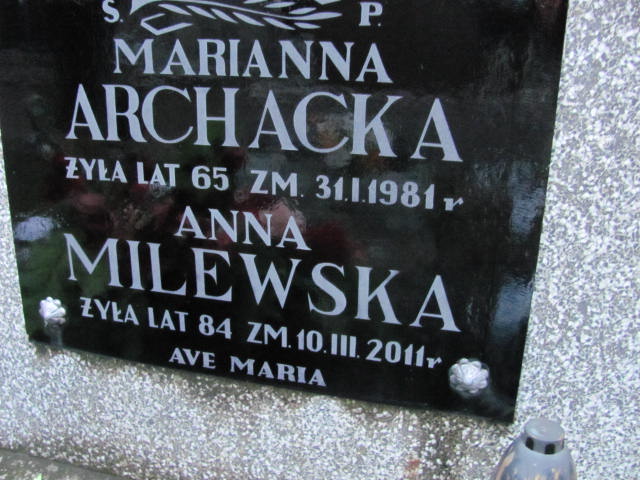 Ś. P.
MARIANNA
ARCHACKA
ŻYŁA LAT 65 ZM. 31.I.1981 r
ANNA
MILEWSKA
ŻYŁA LAT 84 ZM. 10.III.2011 r
AVE MARIA